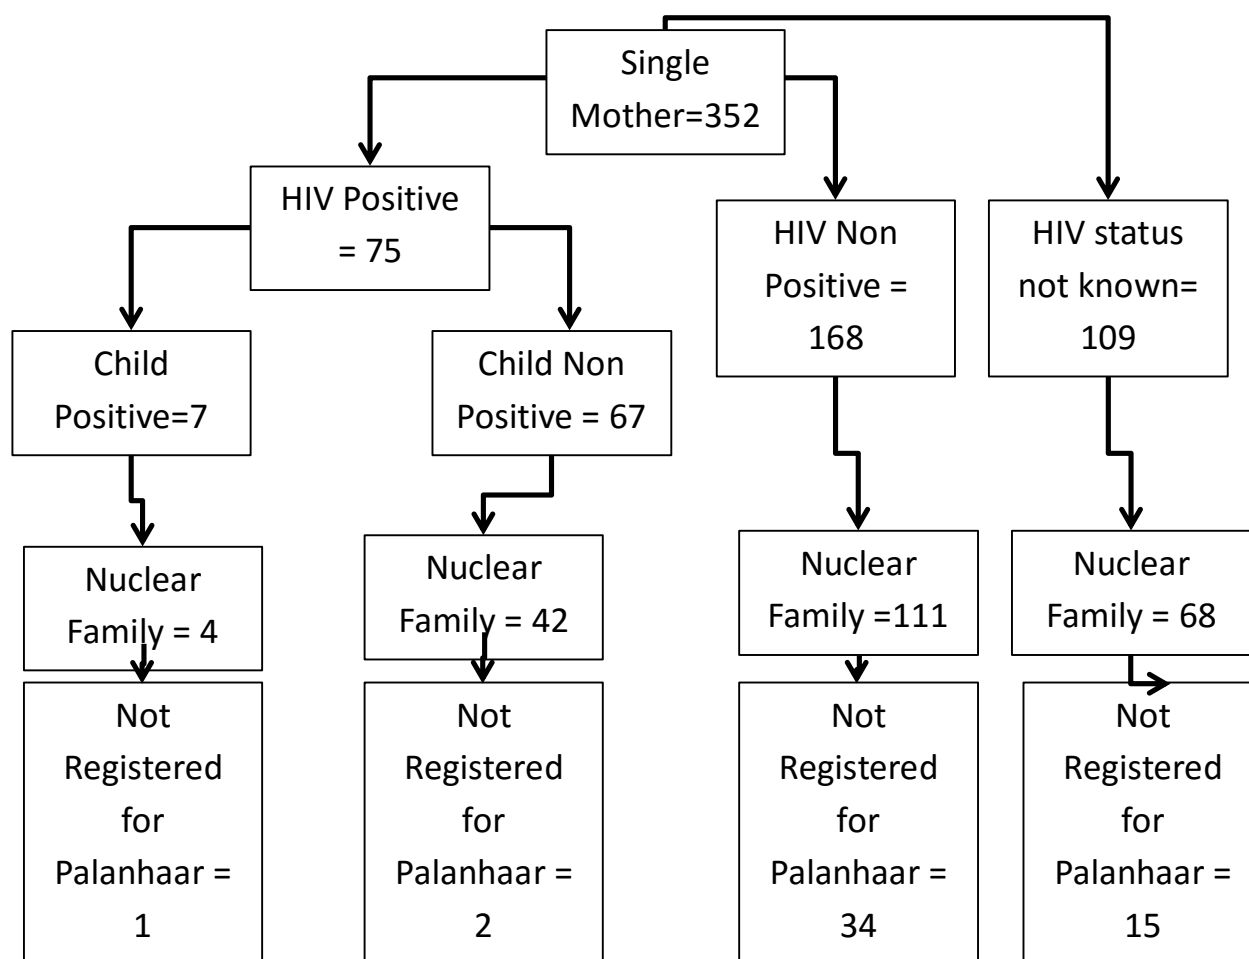 Single
Mother=352
HIV Positive
= 75
HIV Non
Positive =
168
HIV status
not known=
109
Child
Positive=7
Child Non
Positive = 67
Nuclear
Family = 4
Nuclear
Family = 42
Nuclear
Family =111
Nuclear
Family = 68
Not
Registered
for
Palanhaar =
1
Not
Registered
for
Palanhaar =
2
Not
Registered
for
Palanhaar =
34
Not
Registered
for
Palanhaar =
15